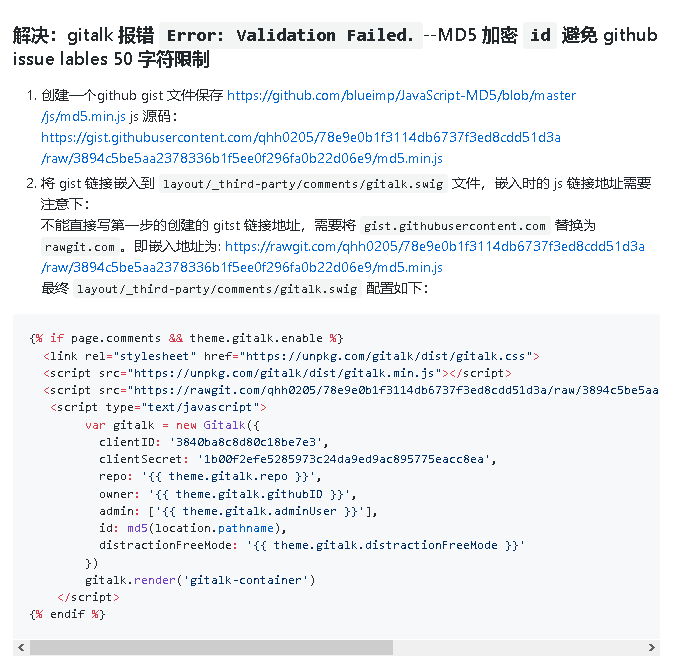 解决：gitalk 报错 Error: Validation Failed. --MD5 加密 id 避免 github
issue lables 50 字符限制
1. 创建一个github gist 文件保存 https://github.com/blueimp/JavaScript-MD5/blob/master
/js/md5.min.js js 源码：
https://gist.githubusercontent.com/qhh0205/78e9e0b1f3114db6737f3ed8cdd51d3a
/raw/3894c5be5aa2378336b1f5ee0f296fa0b22d06e9/md5.min.js
2. 将 gist 链接嵌入到 layout/_third-party/comments/gitalk.swig 文件，嵌入时的 js 链接地址需要
注意下：
不能直接写第一步的创建的 gitst 链接地址，需要将 gist.githubusercontent.com 替换为
rawgit.com 。即嵌入地址为: https://rawgit.com/qhh0205/78e9e0b1f3114db6737f3ed8cdd51d3a
/raw/3894c5be5aa2378336b1f5ee0f296fa0b22d06e9/md5.min.js
最终 layout/_third-party/comments/gitalk.swig 配置如下：
{% if page.comments && theme.gitalk.enable %}
<link rel="stylesheet" href="https://unpkg.com/gitalk/dist/gitalk.css">
<script src="https://unpkg.com/gitalk/dist/gitalk.min.js"></script>
<script src="https://rawgit.com/qhh0205/78e9e0b1f3114db6737f3ed8cdd51d3a/raw/3894c5be5aa
<script type="text/javascript">
var gitalk = new Gitalk({
clientID: '3840ba8c8d80c18be7e3',
clientSecret: '1b00f2efe5285973c24da9ed9ac895775eacc8ea',
repo: '{{ theme.gitalk.repo }}',
owner: '{{ theme.gitalk.githubID }}',
admin: ['{{ theme.gitalk.adminUser }}'],
id: md5(location.pathname),
distractionFreeMode: '{{ theme.gitalk.distractionFreeMode }}'
})
gitalk.render('gitalk-container')
</script>
{% endif %}